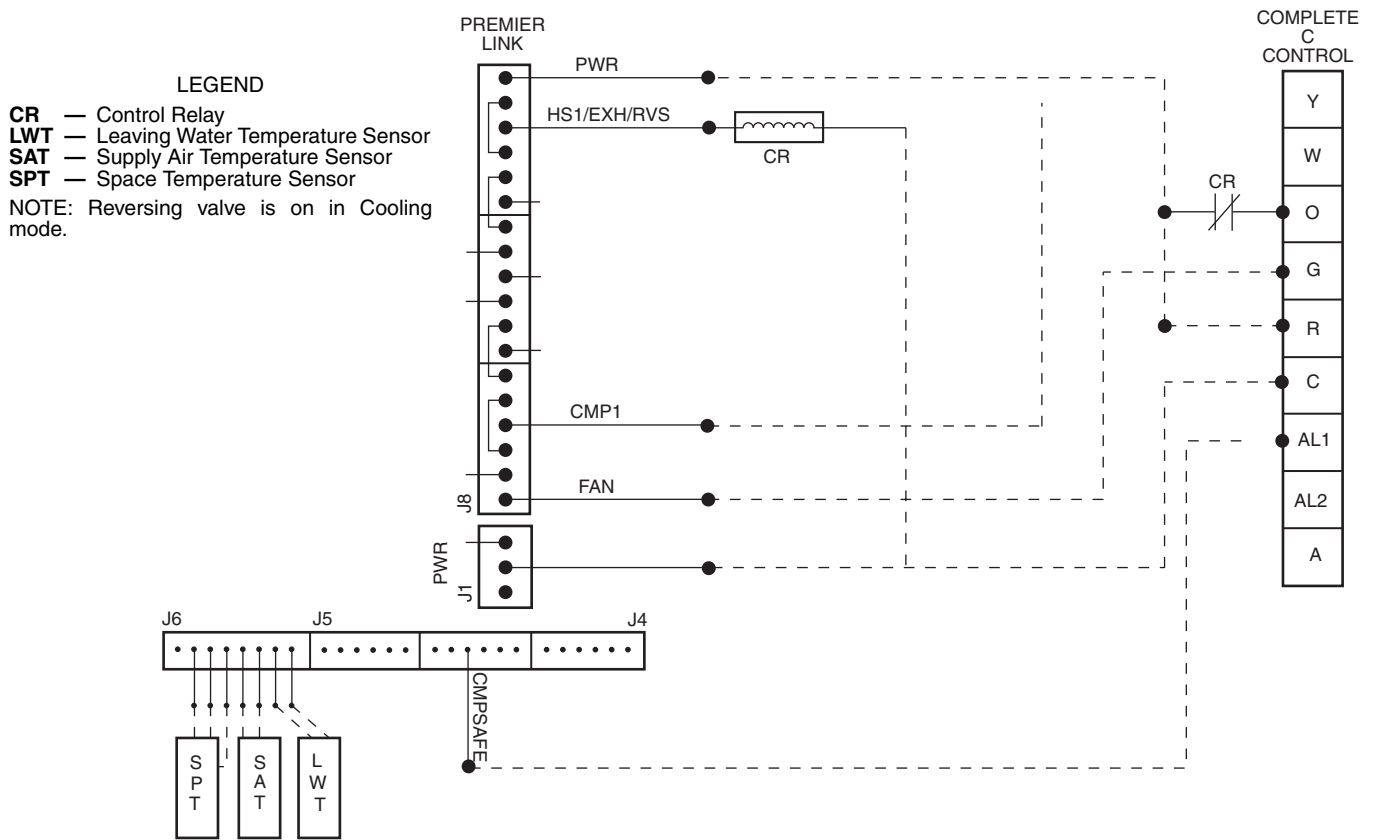 PREMIER
LINK
COMPLETE
C
CONTROL
LEGEND
CR — Control Relay
LWT — Leaving Water Temperature Sensor
SAT — Supply Air Temperature Sensor
SPT — Space Temperature Sensor
NOTE: Reversing valve is on in Cooling
mode.
PWR
HS1/EXH/RVS
CR
CR
CMP1
FAN
J8
PWR
J1
Y
W
O
G
R
C
AL1
AL2
A
J6
J5
J4
CMPSAFE
SPT
SAT
LWT